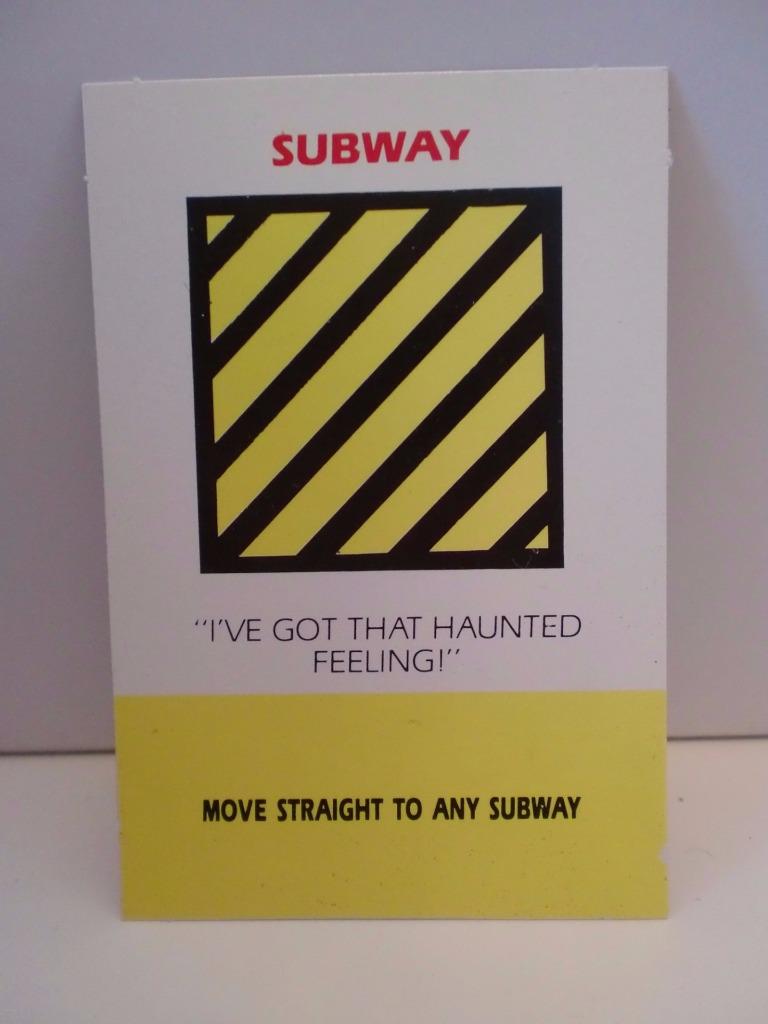 SUBWAY
‘‘I’VE GOT THAT HAUNTED
FEELING!’’
MOVE STRAIGHT TO ANY SUBWAY